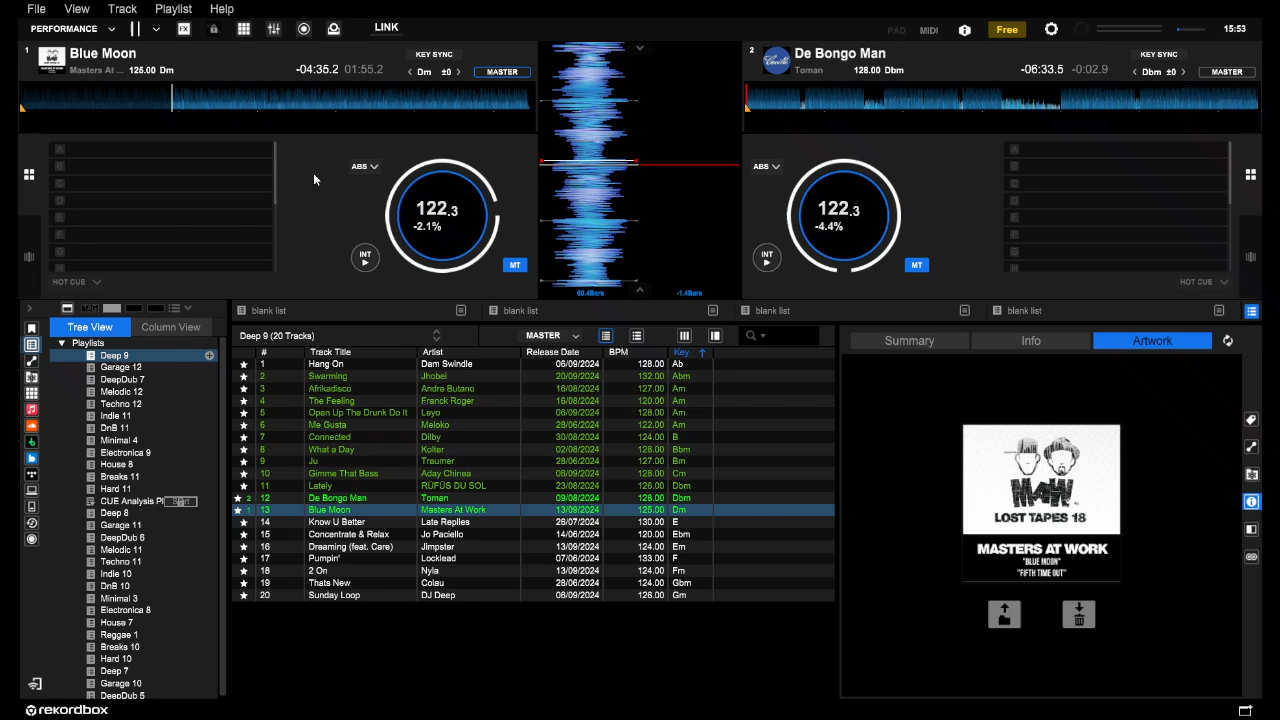 File View Track Playlist Help
PERFORMANCE FX LINK PAD MIDI Free 15:53
1 Blue Moon KEY SYNC
Masters At ... 125.00 Dm -04:35.2 01:55.2 < Dm ±0 > MASTER
2 De Bongo Man KEY SYNC
Toman 128.00 Dbm -06:33.5 -0:02.9 < Dbm ±0 > MASTER
A
B
C
D
E
F
G
H
HOT CUE
ABS
122.3
-2.1%
INT
MT
60.4Bars -1.4Bars
ABS
122.3
-4.4%
INT
MT
A
B
C
D
E
F
G
H
HOT CUE
TAG
blank list blank list blank list blank list
Tree View Column View
Playlists
Deep 9
Garage 12
DeepDub 7
Melodic 12
Techno 12
Indie 11
DnB 11
Minimal 4
Electronica 9
House 8
Breaks 11
Hard 11
CUE Analysis Pl Start
Deep 8
Garage 11
DeepDub 6
Melodic 11
Techno 11
Indie 10
DnB 10
Minimal 3
Electronica 8
House 7
Reggae 1
Breaks 10
Hard 10
Deep 7
Garage 10
DeepDub 5
Deep 9 (20 Tracks) MASTER
# Track Title Artist Release Date BPM Key
1 Hang On Dam Swindle 06/09/2024 128.00 Ab
2 Swarming Jhobei 20/09/2024 132.00 Abm
3 Afrikadisco Andre Butano 16/08/2024 127.00 Am
4 The Feeling Franck Roger 16/08/2024 120.00 Am
5 Open Up The Drunk Do It Leyo 06/09/2024 128.00 Am
6 Me Gusta Meloko 28/06/2024 122.00 Am
7 Connected Dilby 30/08/2024 124.00 B
8 What a Day Kolter 02/08/2024 128.00 Bbm
9 Ju Traumer 28/06/2024 127.00 Bm
10 Gimme That Bass Aday Chinea 06/09/2024 128.00 Cm
11 Lately RÜFÜS DU SOL 23/08/2024 126.00 Dbm
2 12 De Bongo Man Toman 09/08/2024 128.00 Dbm
1 13 Blue Moon Masters At Work 13/09/2024 125.00 Dm
14 Know U Better Late Replies 26/07/2024 130.00 E
15 Concentrate & Relax Jo Paciello 14/06/2024 120.00 Ebm
16 Dreaming (feat. Care) Jimpster 13/09/2024 124.00 Em
17 Pumpin' Locklead 07/06/2024 133.00 F
18 2 On Nyla 13/09/2024 124.00 Fm
19 Thats New Colau 28/06/2024 124.00 Gbm
20 Sunday Loop DJ Deep 06/09/2024 126.00 Gm
Summary Info Artwork
MAW
LOST TAPES 18
MASTERS AT WORK
"BLUE MOON"
"FIFTH TIME OUT"
rekordbox